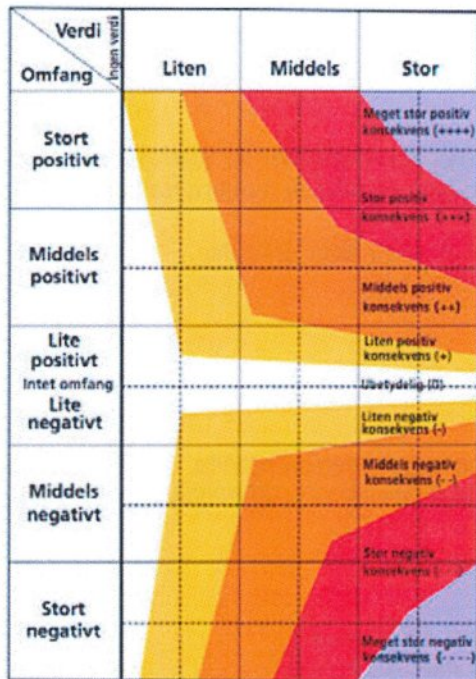 Verdi
Omfang
Ingen verdi
Liten
Middels
Stor
Stort
positivt
Meget stor positiv
konsekvens (++++)
Stor positiv
konsekvens (+++)
Middels
positivt
Middels positiv
konsekvens (++)
Lite
positivt
Liten positiv
konsekvens (+)
Intet omfang
Ubetydelig (0)
Lite
negativt
Liten negativ
konsekvens (-)
Middels
negativt
Middels negativ
konsekvens (- -)
Stor negativ
konsekvens
Stort
negativt
Meget stor negativ
konsekvens (- - - -)